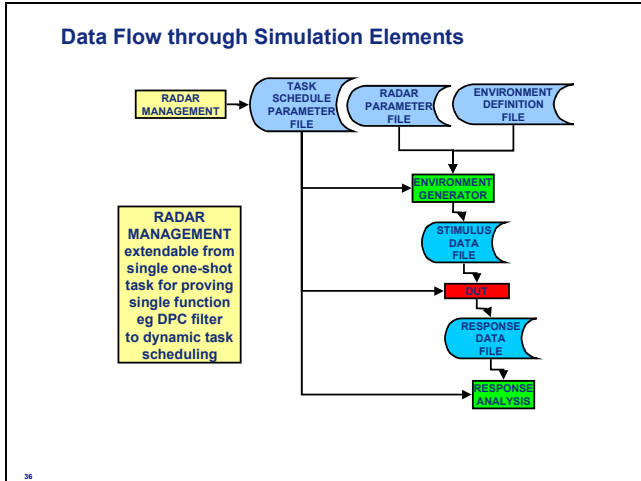 Data Flow through Simulation Elements
RADAR
MANAGEMENT
TASK
SCHEDULE
PARAMETER
FILE
RADAR
PARAMETER
FILE
ENVIRONMENT
DEFINITION
FILE
ENVIRONMENT
GENERATOR
RADAR
MANAGEMENT
extendable from
single one-shot
task for proving
single function
eg DPC filter
to dynamic task
scheduling
STIMULUS
DATA
FILE
DUT
RESPONSE
DATA
FILE
RESPONSE
ANALYSIS
36